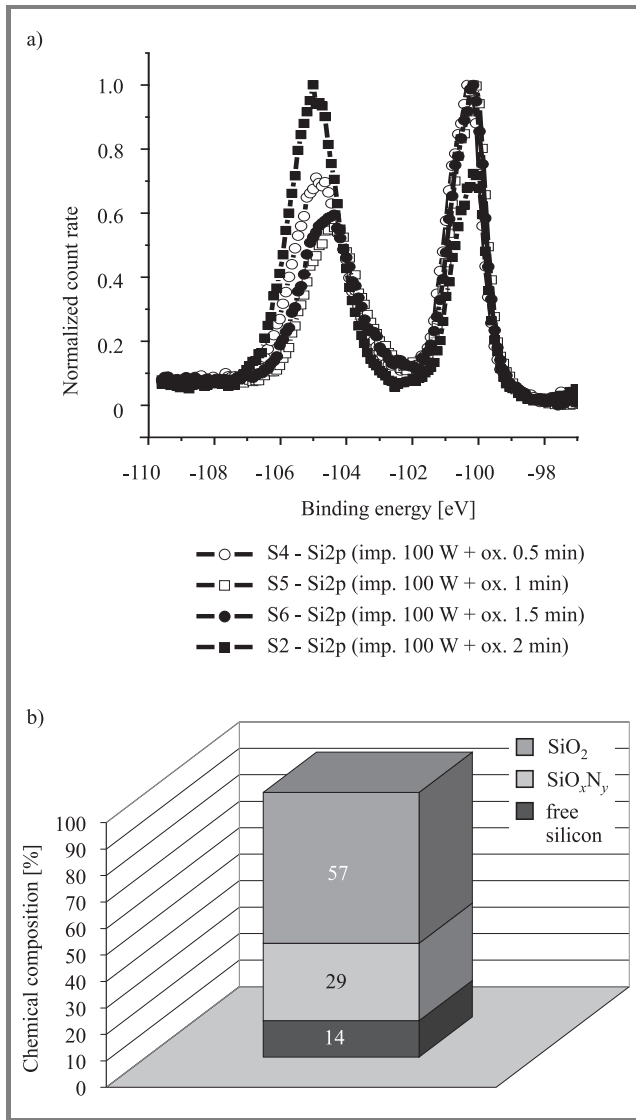 a)
1.0
0.8
0.6
0.4
0.2
0
Normalized count rate
-110 -108 -106 -104 -102 -100 -98
Binding energy [eV]
S4 - Si2p (imp. 100 W + ox. 0.5 min)
S5 - Si2p (imp. 100 W + ox. 1 min)
S6 - Si2p (imp. 100 W + ox. 1.5 min)
S2 - Si2p (imp. 100 W + ox. 2 min)
b)
SiO₂
SiOₓNᵧ
free
silicon
100
90
80
70
60
50
40
30
20
10
0
Chemical composition [%]
57
29
14